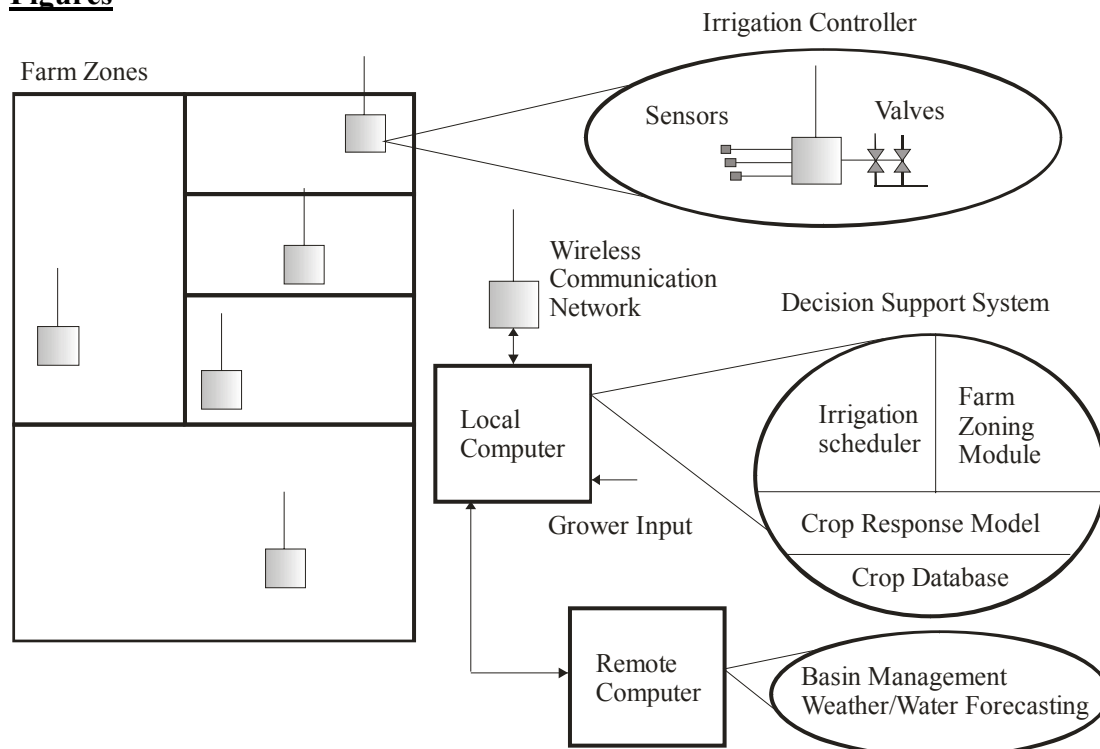 Figures
Irrigation Controller
Farm Zones
Sensors
Valves
Wireless
Communication
Network
Decision Support System
Local
Computer
Irrigation
scheduler
Farm
Zoning
Module
Grower Input
Crop Response Model
Crop Database
Remote
Computer
Basin Management
Weather/Water Forecasting